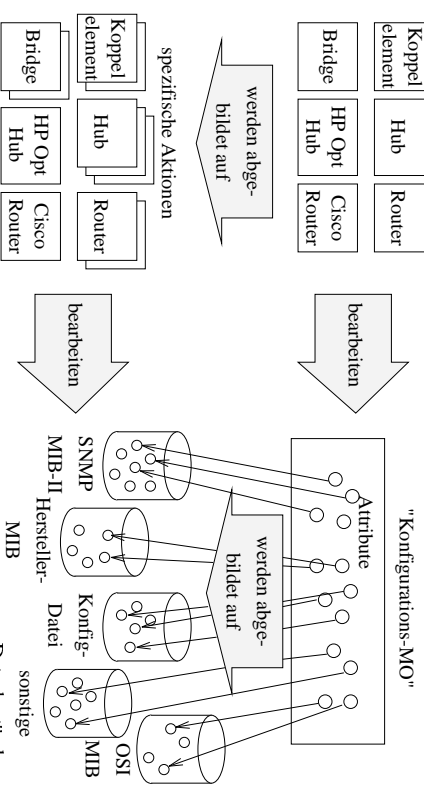 Koppel
element
Hub
Router
Bridge
HP Opt
Hub
Cisco
Router
bearbeiten
"Konfigurations-MO"
Attribute
werden abge-
bildet auf
werden abge-
bildet auf
spezifische Aktionen
Koppel
element
Hub
Router
Bridge
HP Opt
Hub
Cisco
Router
bearbeiten
SNMP
MIB-II
Hersteller-
MIB
Konfig-
Datei
sonstige
OSI
MIB